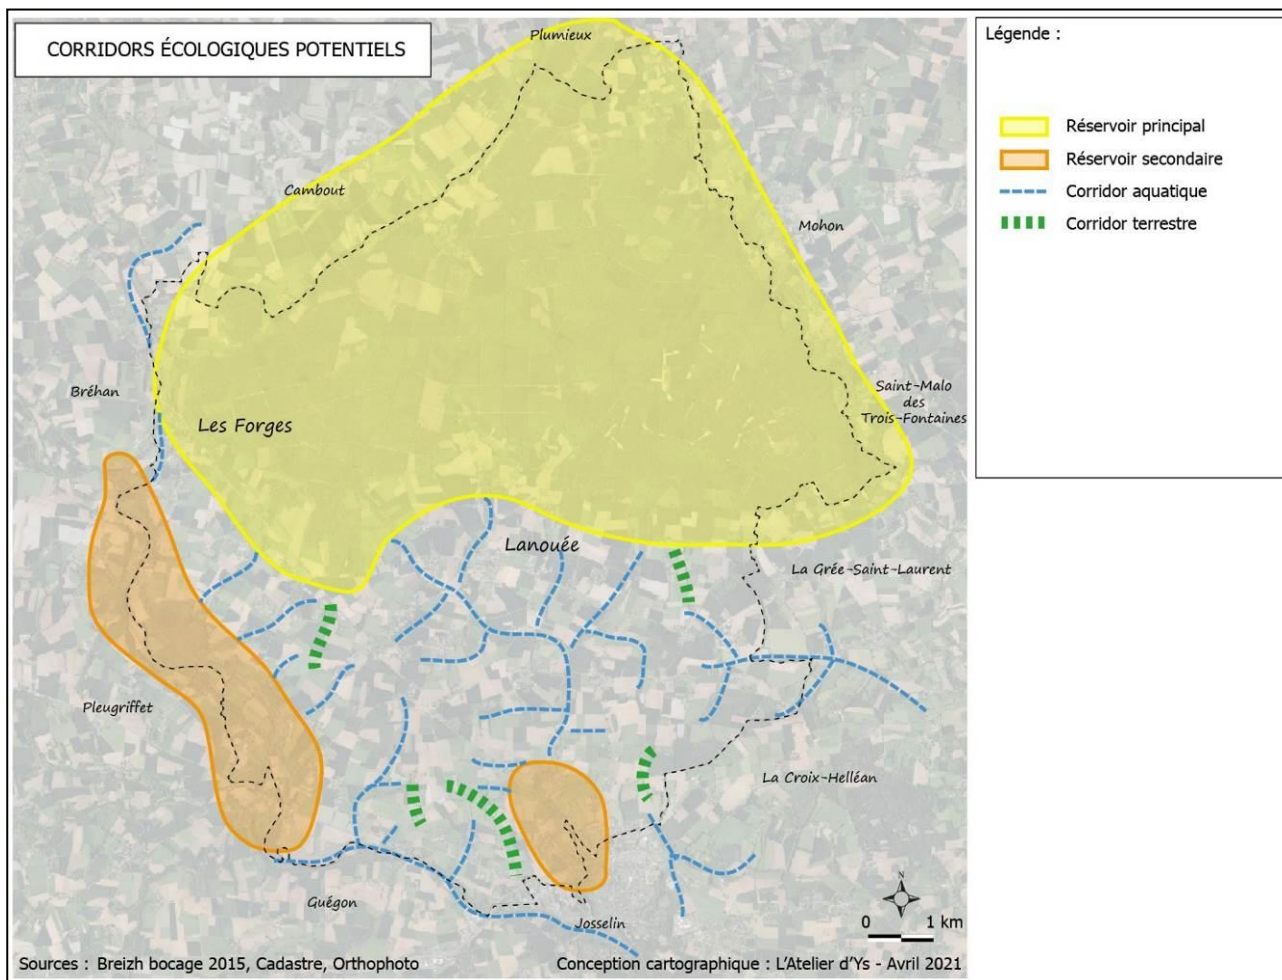 CORRIDORS ÉCOLOGIQUES POTENTIELS
Légende :
Réservoir principal
Réservoir secondaire
Corridor aquatique
Corridor terrestre
Plumieux
Cambout
Mohon
Bréhan
Les Forges
Saint-Malo
des
Trois-Fontaines
Lanouée
La Grée-Saint-Laurent
Pleugriffet
La Croix-Helléan
Guégon
Josselin
N
0 1 km
Sources : Breizh bocage 2015, Cadastre, Orthophoto
Conception cartographique : L'Atelier d'Ys - Avril 2021